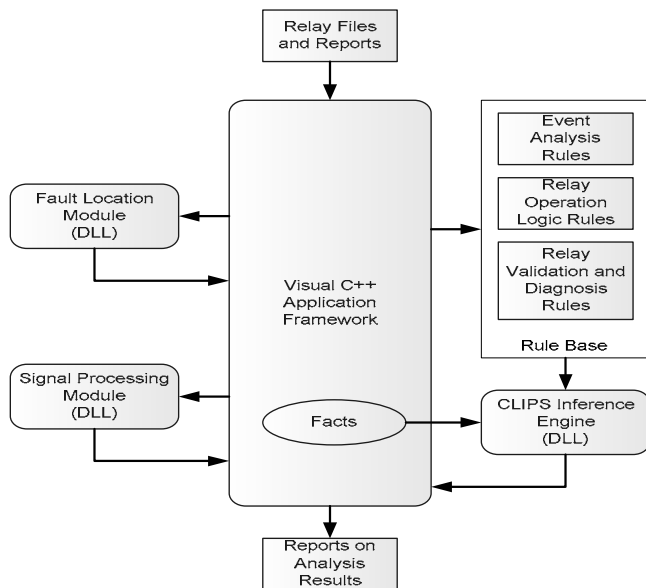 Relay Files
and Reports
Event
Analysis
Rules
Relay
Operation
Logic Rules
Relay
Validation and
Diagnosis
Rules
Rule Base
Fault Location
Module
(DLL)
Visual C++
Application
Framework
Signal Processing
Module
(DLL)
Facts
CLIPS Inference
Engine
(DLL)
Reports on
Analysis
Results